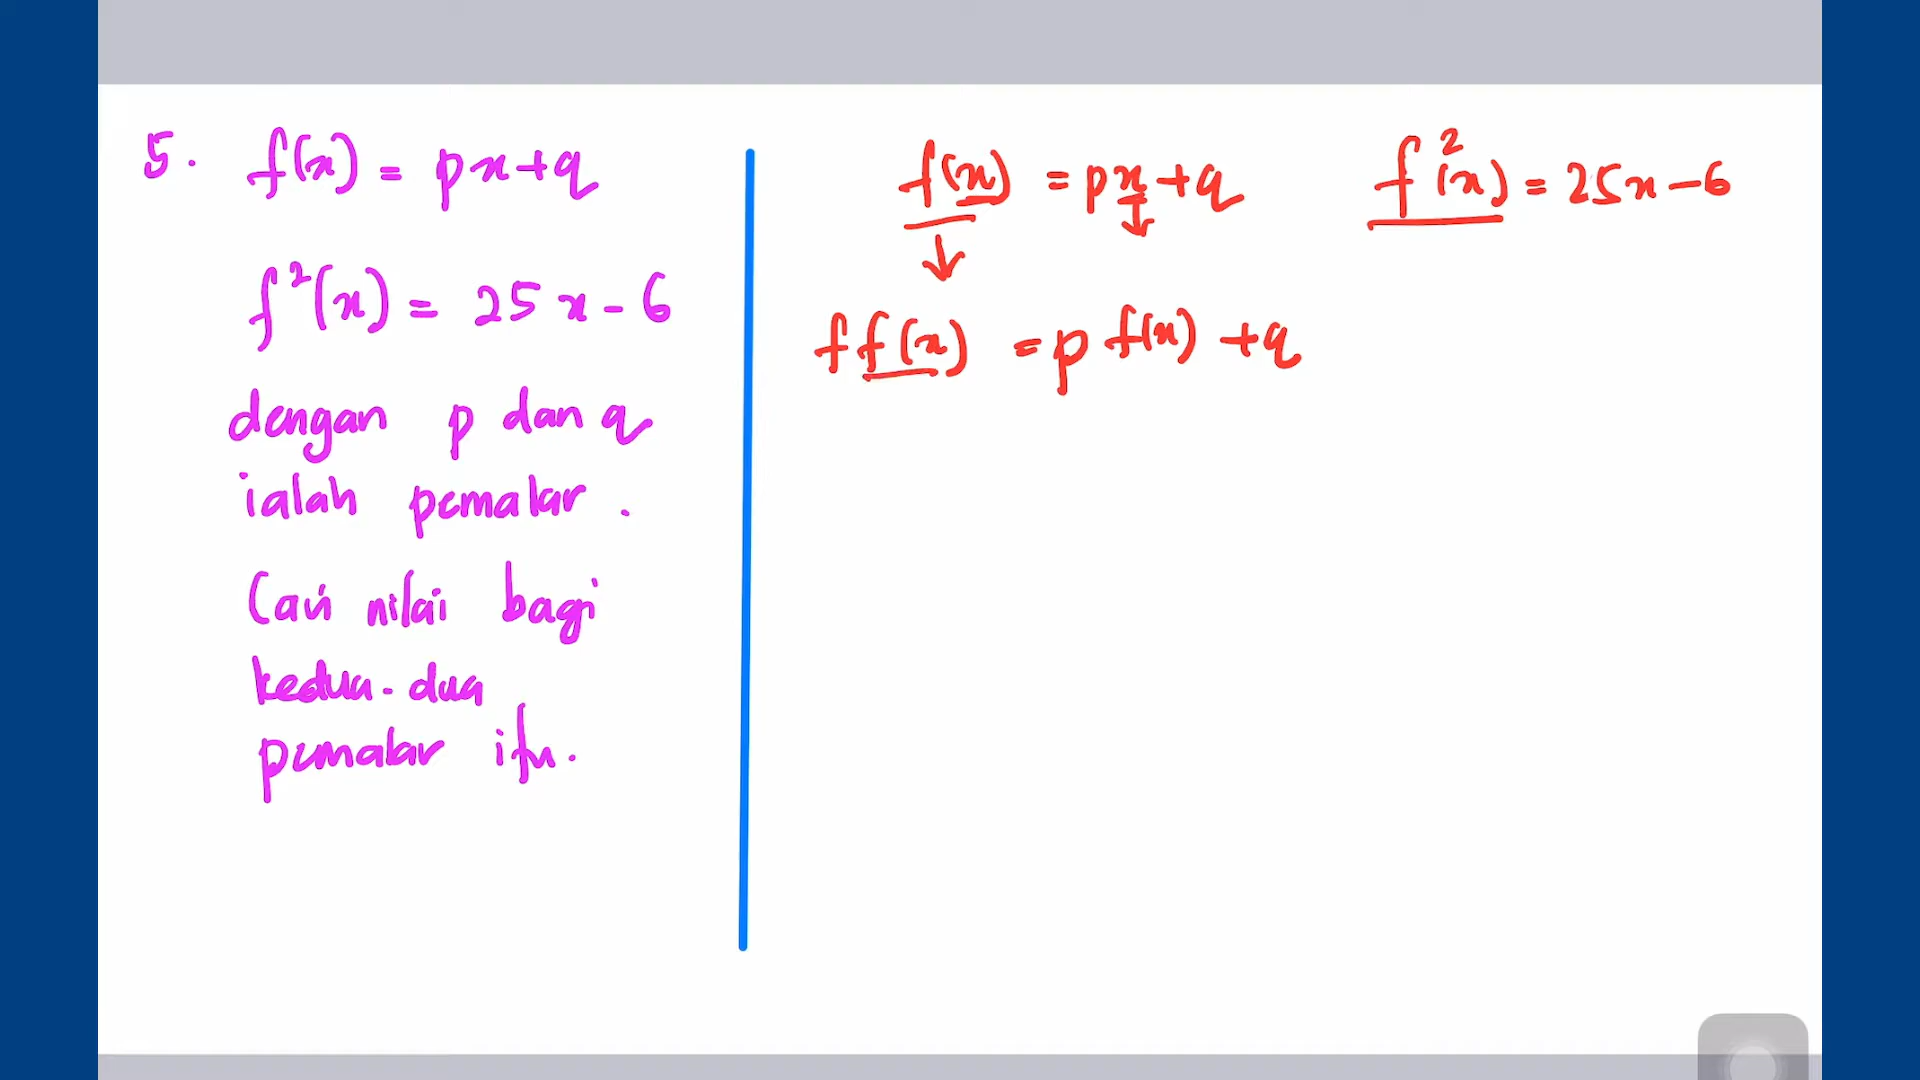 5. f(x) = px+q
f²(x) = 25x-6
dengan p dan q
ialah pemalar.
Cari nilai bagi
kedua-dua
pemalar itu.
f(x) = px+q
f²(x) = 25x-6
ff(x) = p f(x) +q